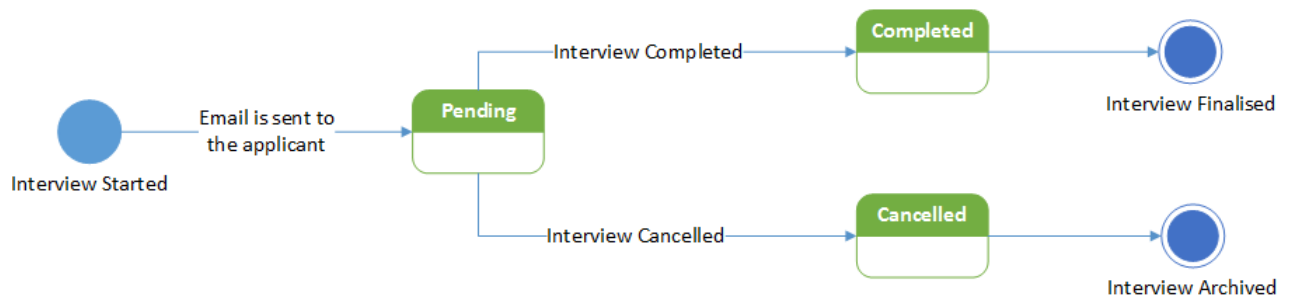 Interview Started
Email is sent to
the applicant
Pending
Interview Completed
Completed
Interview Finalised
Interview Cancelled
Cancelled
Interview Archived